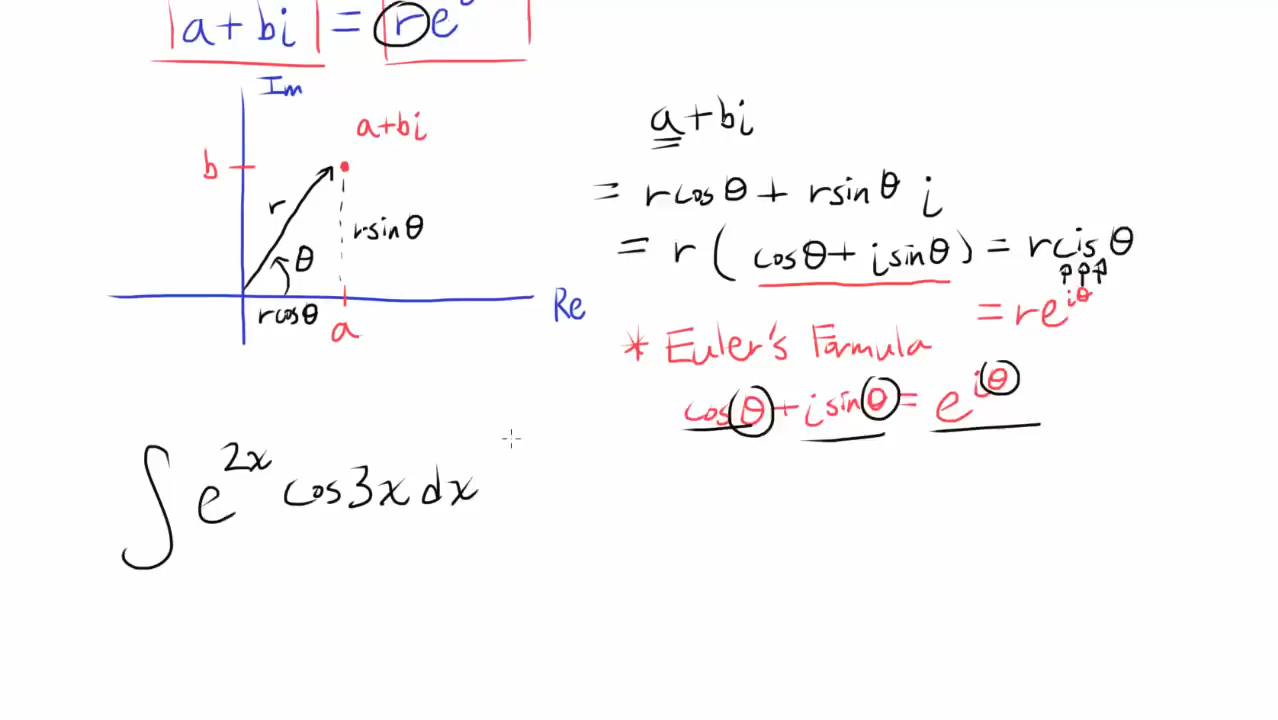 |a+bi| = |re
Im
a+bi
b
r
θ
r·sinθ
rcosθ
a
Re
a+bi
= rcosθ + rsinθ i
= r(cosθ + isinθ) = rcisθ
= re^{iθ}
* Euler's Formula
cosθ + isinθ = e^{iθ}
∫ e^{2x} cos3x dx